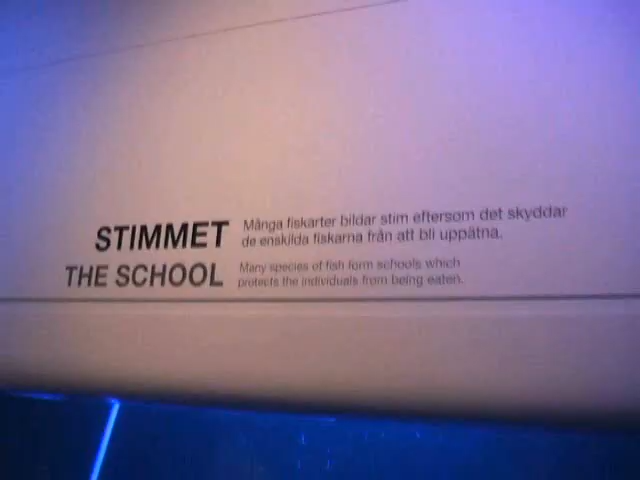 STIMMET
Många fiskarter bildar stim eftersom det skyddar
de enskilda fiskarna från att bli uppätna.
THE SCHOOL
Many species of fish form schools which
protects the individuals from being eaten.